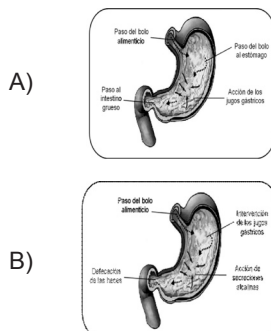 A)
Paso del bolo
alimenticio
Paso del bolo
al estómago
Paso al
intestino
grueso
Acción de los
jugos gástricos
B)
Paso del bolo
alimenticio
Intervención
de los jugos
gástricos
Defecación
de las heces
Acción de
secreciones
alcalinas